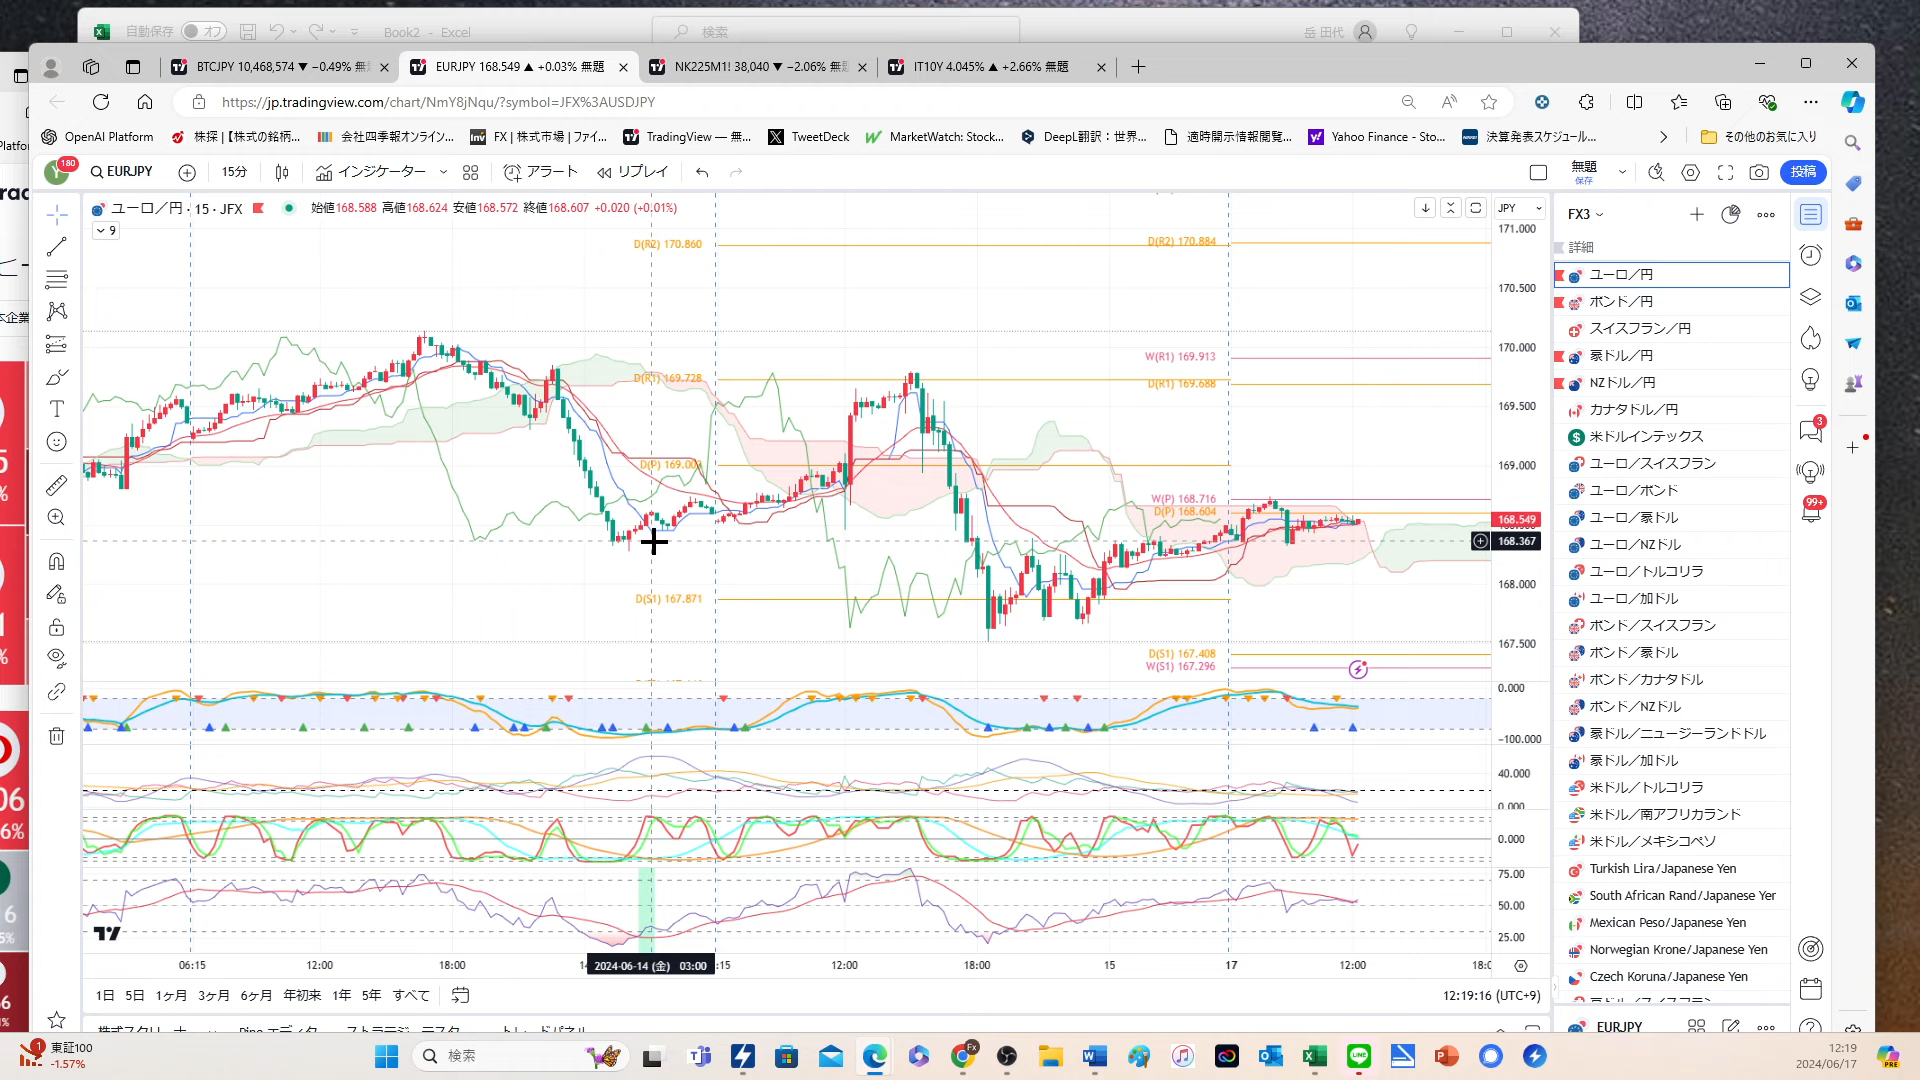 自動保存 オフ Book2 - Excel 検索 岳 田代
BTCJPY 10,468,574 ▼ −0.49% 無題
EURJPY 168.549 ▲ +0.03% 無題
NK225M1! 38,040 ▼ −2.06% 無題
IT10Y 4.045% ▲ +2.66% 無題
https://jp.tradingview.com/chart/NmY8jNqu/?symbol=JFX%3AUSDJPY
OpenAI Platform
株探 | 【株式の銘柄...
会社四季報オンライン...
FX | 株式市場 | ファイ...
TradingView — 無...
TweetDeck
MarketWatch: Stock...
DeepL翻訳:世界...
適時開示情報閲覧...
Yahoo Finance - Sto...
決算発表スケジュール...
その他のお気に入り
180 EURJPY 15分 インジケーター アラート リプレイ 無題 保存 投稿
ユーロ/円 · 15 · JFX 始値168.588 高値168.624 安値168.572 終値168.607 +0.020 (+0.01%)
9
JPY
171.000
170.500
170.000
169.500
169.000
168.549
168.367
168.000
167.500
D(R2) 170.860
D(R2) 170.884
W(R1) 169.913
D(R1) 169.728
D(R1) 169.688
D(P) 169.00
W(P) 168.716
D(P) 168.604
D(S1) 167.871
D(S1) 167.408
W(S1) 167.296
0.000
−100.000
40.000
0.000
0.000
75.00
50.00
25.00
06:15 12:00 18:00 2024-06-14 (金) 03:00 :15 12:00 18:00 15 17 12:00 18:0
1日 5日 1ヶ月 3ヶ月 6ヶ月 年初来 1年 5年 すべて
12:19:16 (UTC+9)
FX3
詳細
ユーロ/円
ポンド/円
スイスフラン/円
豪ドル/円
NZドル/円
カナダドル/円
米ドルインデックス
ユーロ/スイスフラン
ユーロ/ポンド
ユーロ/豪ドル
ユーロ/NZドル
ユーロ/トルコリラ
ユーロ/加ドル
ポンド/スイスフラン
ポンド/豪ドル
ポンド/カナダドル
ポンド/NZドル
豪ドル/ニュージーランドドル
豪ドル/加ドル
米ドル/トルコリラ
米ドル/南アフリカランド
米ドル/メキシコペソ
Turkish Lira/Japanese Yen
South African Rand/Japanese Yer
Mexican Peso/Japanese Yen
Norwegian Krone/Japanese Yen
Czech Koruna/Japanese Yen
EURJPY
3
99+
東証100
-1.57%
検索
12:19
2024/06/17